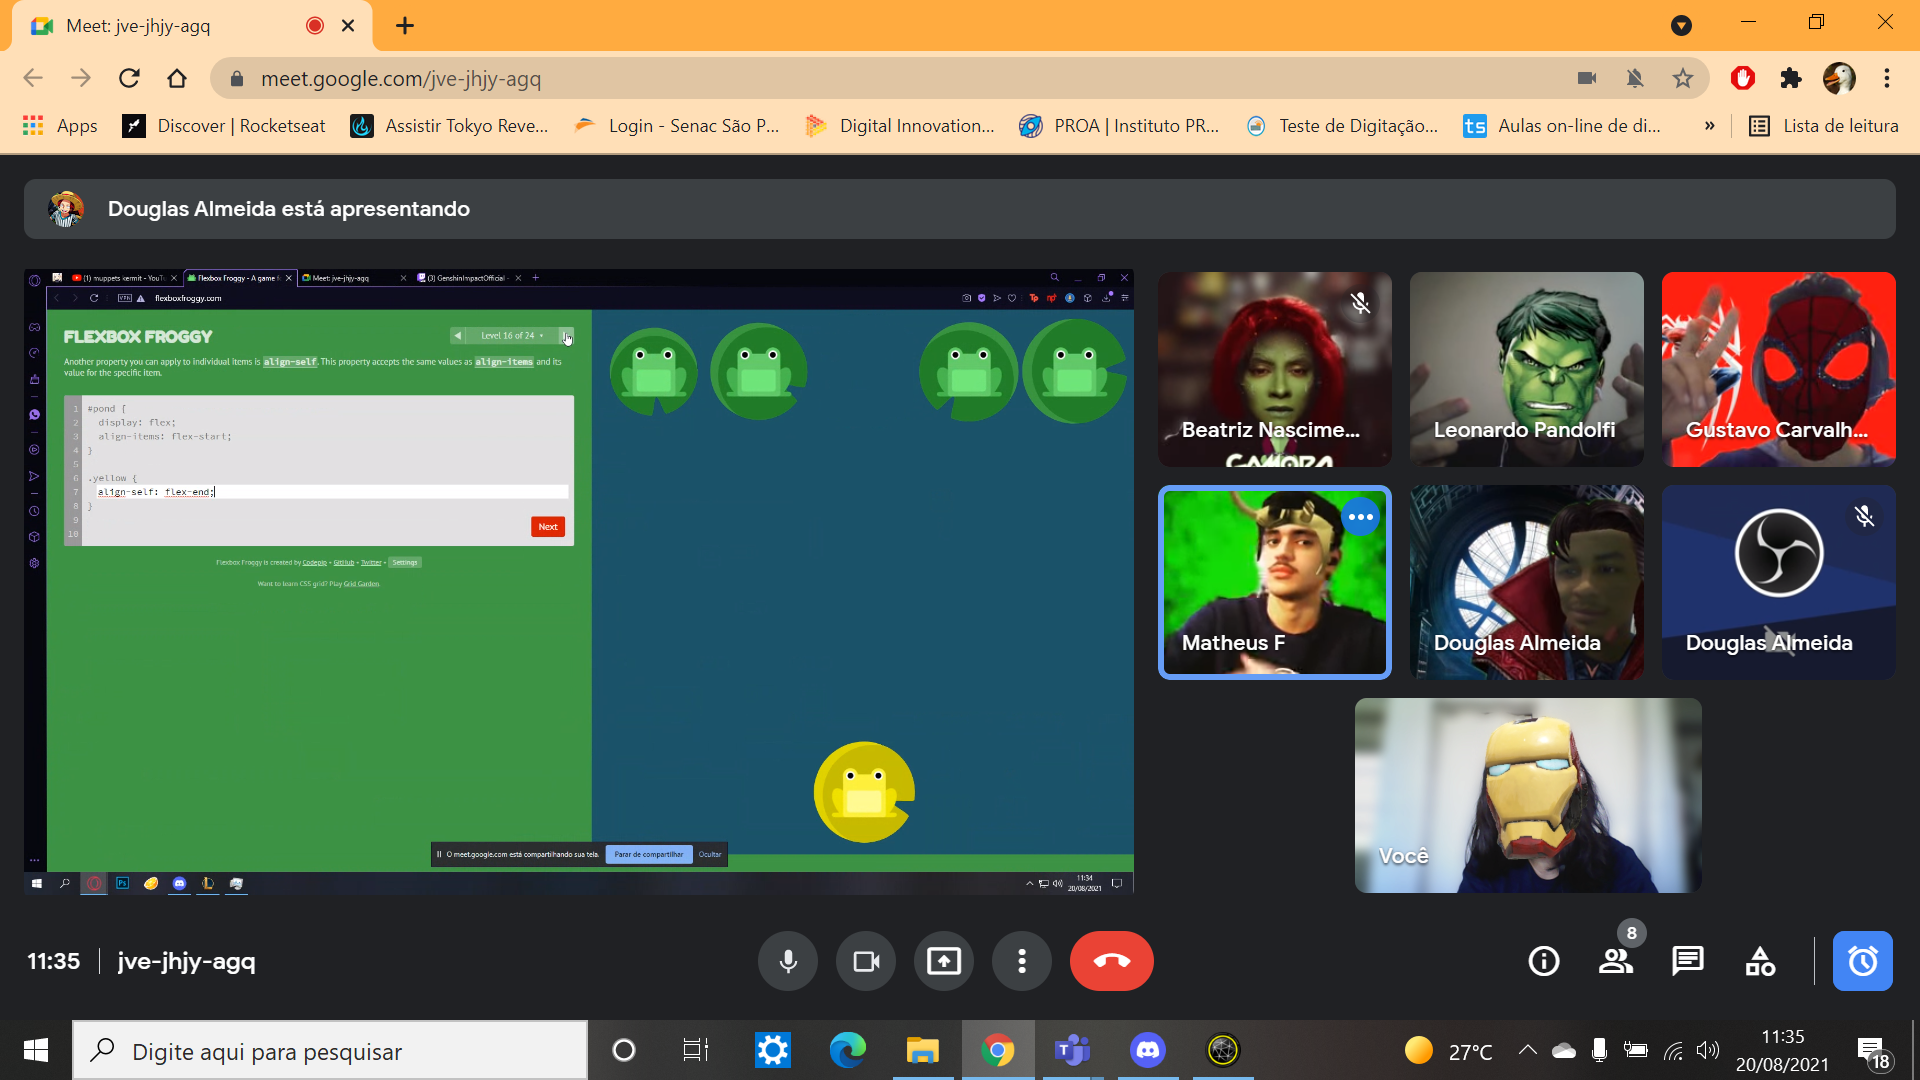 Meet: jve-jhjy-agq
meet.google.com/jve-jhjy-agq
Apps
Discover | Rocketseat
Assistir Tokyo Reve...
Login - Senac São P...
Digital Innovation...
PROA | Instituto PR...
Teste de Digitação...
ts
Aulas on-line de di...
»
Lista de leitura
Douglas Almeida está apresentando
(1) muppets kermit - YouTu
Flexbox Froggy - A game f
Meet: jve-jhjy-agq
(3) GenshinImpactOfficial -
VPN
flexboxfroggy.com
FLEXBOX FROGGY
Level 16 of 24
Another property you can apply to individual items is align-self. This property accepts the same values as align-items and its
value for the specific item.
1 #pond {
2 display: flex;
3 align-items: flex-start;
4 }
5
6 .yellow {
7 align-self: flex-end;
8 }
9
10
Next
Flexbox Froggy is created by Codepip • GitHub • Twitter • Settings
Want to learn CSS grid? Play Grid Garden.
O meet.google.com está compartilhando sua tela.
Parar de compartilhar
Ocultar
Ps
11:34
20/08/2021
Beatriz Nascime...
GAMORA
Leonardo Pandolfi
Gustavo Carvalh...
Matheus F
Douglas Almeida
Douglas Almeida
Você
11:35
jve-jhjy-agq
8
Digite aqui para pesquisar
27°C
11:35
20/08/2021
18